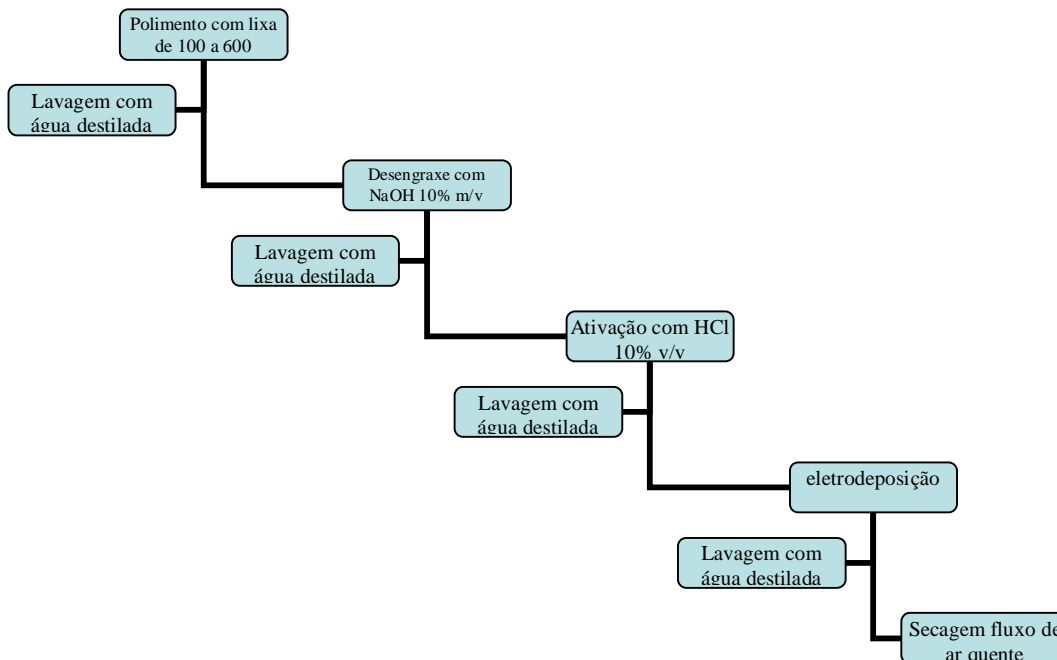 Polimento com lixa
de 100 a 600
Lavagem com
água destilada
Desengraxe com
NaOH 10% m/v
Lavagem com
água destilada
Ativação com HCl
10% v/v
Lavagem com
água destilada
eletrodeposição
Lavagem com
água destilada
Secagem fluxo de
ar quente